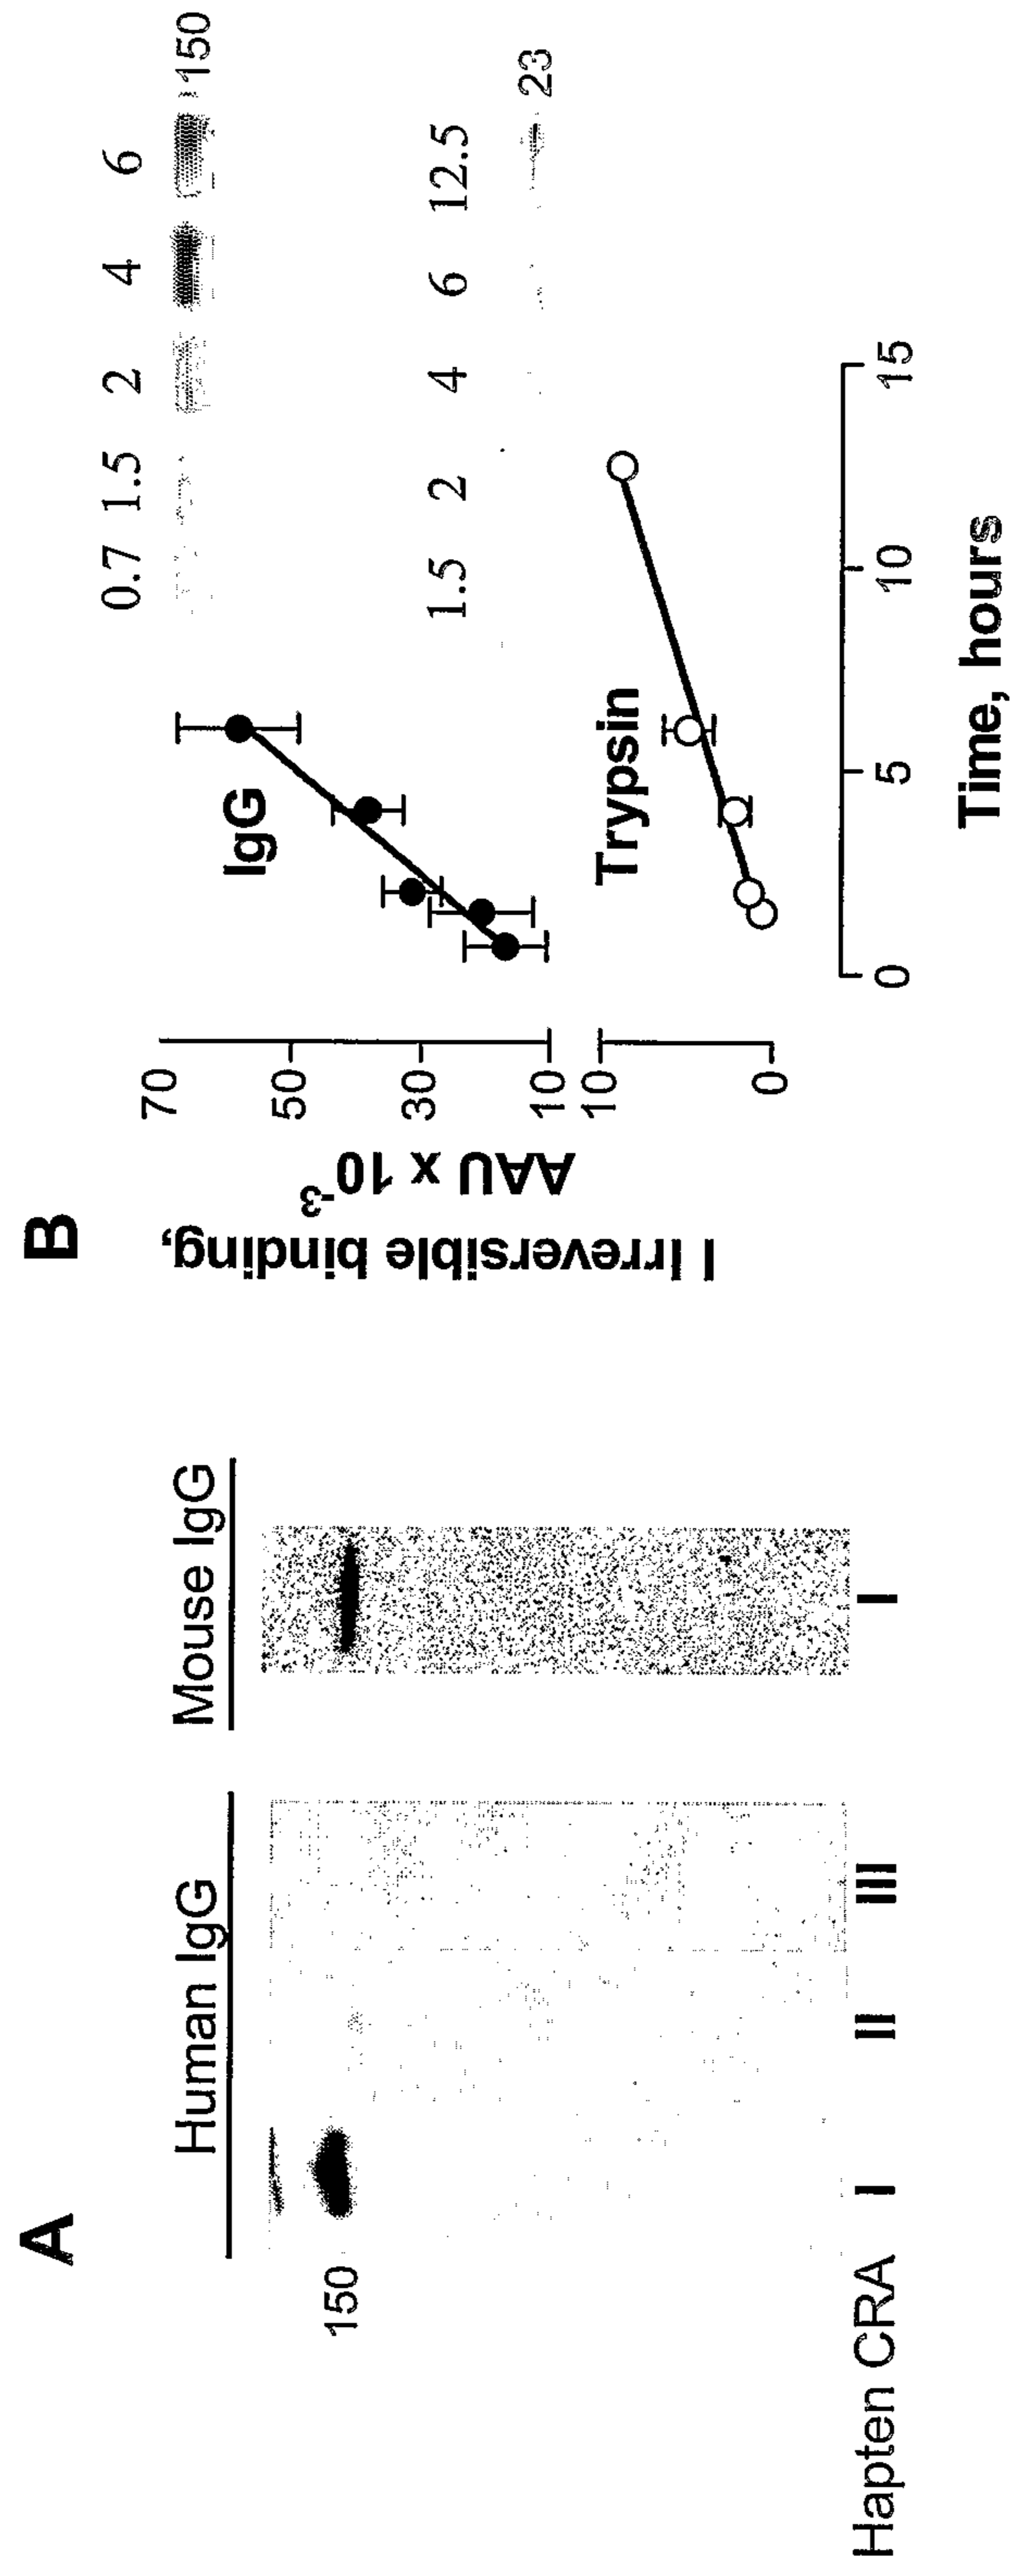 A
Human IgG
Mouse IgG
150
Hapten CRA I II III I
B
I Irreversible binding,
AAU x 10-3
70
50
30
10
10
0
IgG
0.7 1.5 2 4 6
150
Trypsin
1.5 2 4 6 12.5
23
0 5 10 15
Time, hours